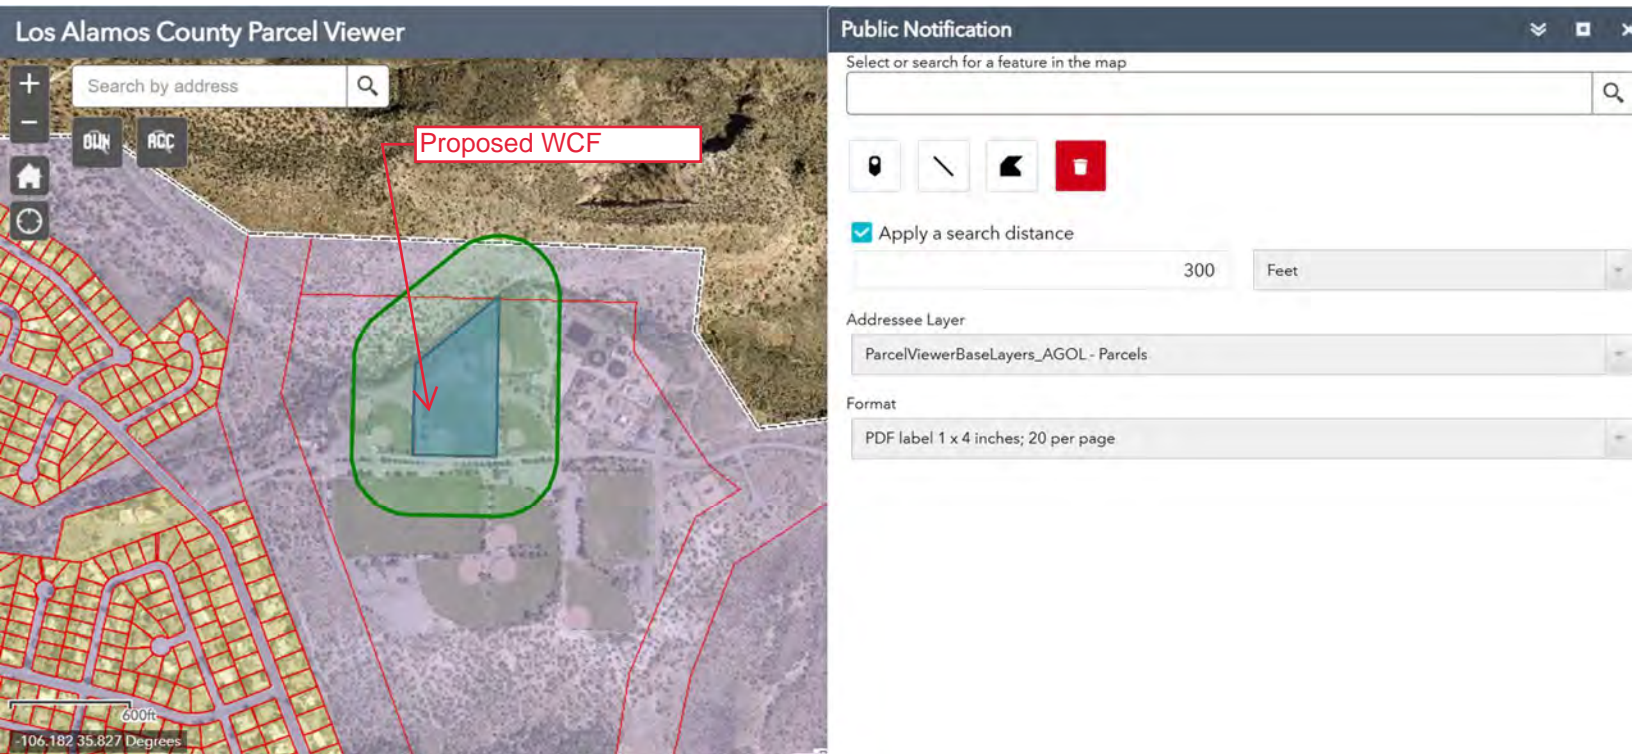 Los Alamos County Parcel Viewer
Search by address
BUN
ACC
Proposed WCF
600ft
-106.182 35.827 Degrees
Public Notification
Select or search for a feature in the map
Apply a search distance
300
Feet
Addressee Layer
ParcelViewerBaseLayers_AGOL - Parcels
Format
PDF label 1 x 4 inches; 20 per page